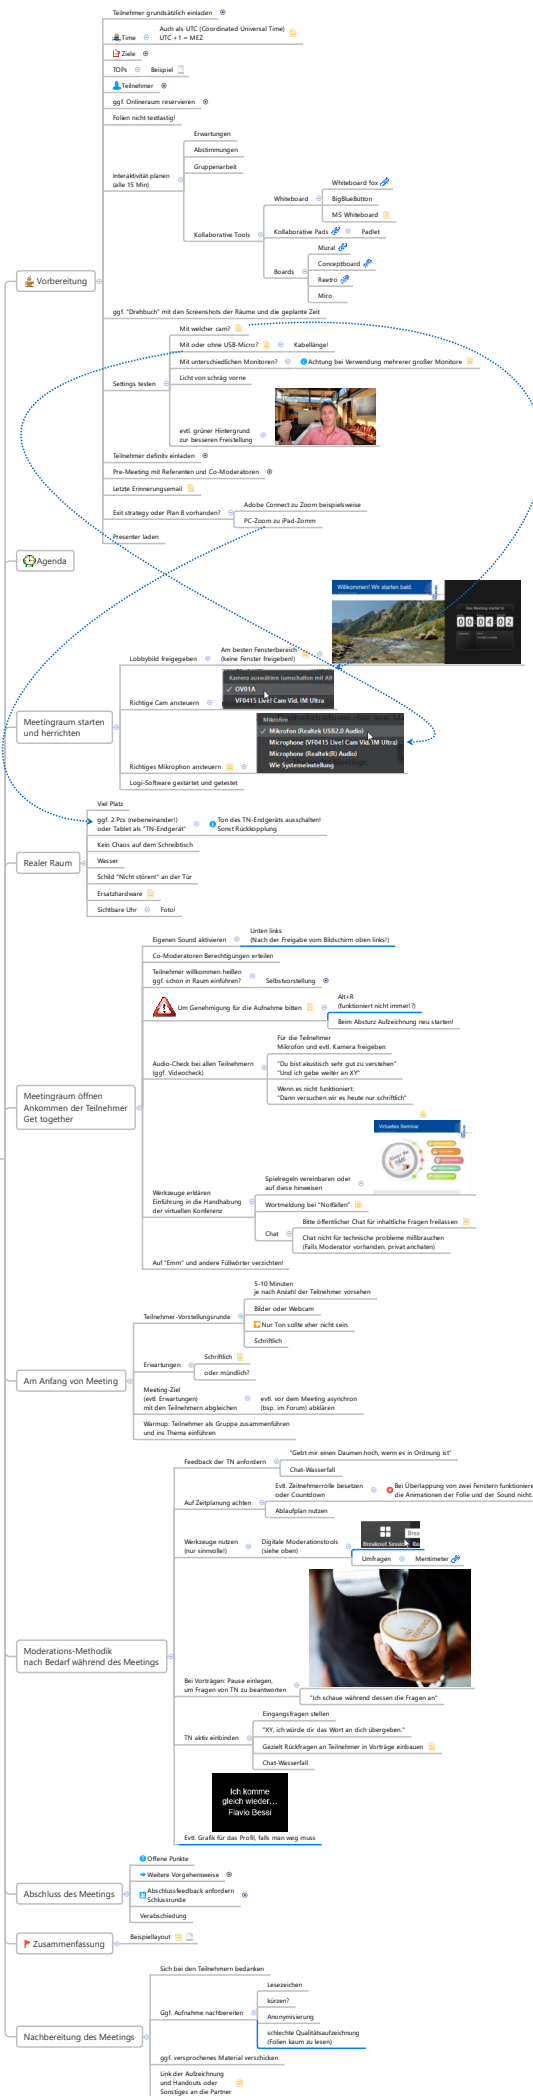 Teilnehmer grundsätzlich einladen
Time
Auch als UTC (Coordinated Universal Time)
UTC +1 = MEZ
Ziele
TOPs
Beispiel
Teilnehmer
ggf. Onlineraum reservieren
Folien nicht textlastig!
Interaktivität planen
(alle 15 Min)
Erwartungen
Abstimmungen
Gruppenarbeit
Kollaborative Tools
Whiteboard
Whiteboard fox
BigBlueButton
MS Whiteboard
Kollaborative Pads
Padlet
Boards
Mural
Conceptboard
Reetro
Miro
Vorbereitung
ggf. "Drehbuch" mit den Screenshots der Räume und die geplante Zeit
Settings testen
Mit welcher cam?
Mit oder ohne USB-Micro?
Kabellänge!
Mit unterschiedlichen Monitoren?
Achtung bei Verwendung mehrerer großer Monitore
Licht von schräg vorne
evtl. grüner Hintergrund
zur besseren Freistellung
Teilnehmer definitv einladen
Pre-Meeting mit Referenten und Co-Moderatoren
Letzte Erinnerungsemail
Exit strategy oder Plan B vorhanden?
Adobe Connect zu Zoom beispielsweise
PC-Zoom zu iPad-Zomm
Presenter laden
Agenda
Willkommen! Wir starten bald.
Das Meeting startet in
00:04:02
Meetingraum starten
und herrichten
Lobbybild freigegeben
Am besten Fensterbereich
(keine Fenster freigeben!)
Richtige Cam ansteuern
Kamera auswählen (umschalten mit Alt
OV01A
VF0415 Live! Cam Vid. IM Ultra
Richtiges Mikrophon ansteuern
Mikrofon
Mikrofon (Realtek USB2.0 Audio)
Microphone (VF0415 Live! Cam Vid. IM Ultra)
Microphone (Realtek(R) Audio)
Wie Systemeinstellung
Logi-Software gestartet und getestet
Realer Raum
Viel Platz
ggf. 2 Pcs (nebeneinander!)
oder Tablet als "TN-Endgerät"
Ton des TN-Endgeräts ausschalten!
Sonst Rückkopplung
Kein Chaos auf dem Schreibtisch
Wasser
Schild "Nicht stören!" an der Tür
Ersatzhardware
Sichtbare Uhr
Foto!
Meetingraum öffnen
Ankommen der Teilnehmer
Get together
Eigenen Sound aktivieren
Unten links
(Nach der Freigabe vom Bildschirm oben links!)
Co-Moderatoren Berechtigungen erteilen
Teilnehmer willkommen heißen
ggf. schon in Raum einführen?
Selbstvorstellung
Um Genehmigung für die Aufnahme bitten
Alt+R
(funktioniert nicht immer!?)
Beim Absturz Aufzeichnung neu starten!
Audio-Check bei allen Teilnehmern
(ggf. Videocheck)
Für die Teilnehmer
Mikrofon und evtl. Kamera freigeben
"Du bist akustisch sehr gut zu verstehen"
"Und ich gebe weiter an XY"
Wenn es nicht funktioniert:
"Dann versuchen wir es heute nur schriftlich"
Virtuelles Seminar
Werkzeuge erklären
Einführung in die Handhabung
der virtuellen Konferenz
Spielregeln vereinbaren oder
auf diese hinweisen
Wortmeldung bei "Notfällen"
Chat
Bitte öffentlicher Chat für inhaltliche Fragen freilassen
Chat nicht für technische probleme mißbrauchen
(Falls Moderator vorhanden, privat anchaten)
Auf "Emm" und andere Füllwörter verzichten!
Am Anfang von Meeting
Teilnehmer-Vorstellungsrunde
5-10 Minuten
je nach Anzahl der Teilnehmer vorsehen
Bilder oder Webcam
Nur Ton sollte eher nicht sein.
Schriftlich
Erwartungen
Schriftlich
oder mündlich?
Meeting-Ziel
(evtl. Erwartungen)
mit den Teilnehmern abgleichen
evtl. vor dem Meeting asynchron
(bsp. im Forum) abklären
Warmup: Teilnehmer als Gruppe zusammenführen
und ins Thema einführen
Moderations-Methodik
nach Bedarf während des Meetings
Feedback der TN anfordern
"Gebt mir einen Daumen hoch, wenn es in Ordnung ist"
Chat-Wasserfall
Auf Zeitplanung achten
Evtl. Zeitnehmerrolle besetzen
oder Countdown
Bei Überlappung von zwei Fenstern funktioniere
die Animationen der Folie und der Sound nicht.
Ablaufplan nutzen
Werkzeuge nutzen
(nur sinnvolle!)
Digitale Moderationstools
(siehe oben)
Breakout Session
Umfragen
Mentimeter
Bei Vorträgen: Pause einlegen,
um Fragen von TN zu beantworten
"Ich schaue während dessen die Fragen an"
TN aktiv einbinden
Eingangsfragen stellen
"XY, ich würde dir das Wort an dich übergeben."
Gezielt Rückfragen an Teilnehmer in Vorträge einbauen
Chat-Wasserfall
Ich komme
gleich wieder...
Flavio Bessi
Evtl. Grafik für das Profil, falls man weg muss
Abschluss des Meetings
Offene Punkte
Weitere Vorgehensweise
Abschlussfeedback anfordern
Schlussrunde
Verabschiedung
Zusammenfassung
Beispiellayout
Nachbereitung des Meetings
Sich bei den Teilnehmern bedanken
Ggf. Aufnahme nachbereiten
Lesezeichen
kürzen?
Anonymisierung
schlechte Qualitätsaufzeichnung
(Folien kaum zu lesen)
ggf. versprochenes Material verschicken
Link der Aufzeichnung
und Handouts oder
Sonstiges an die Partner